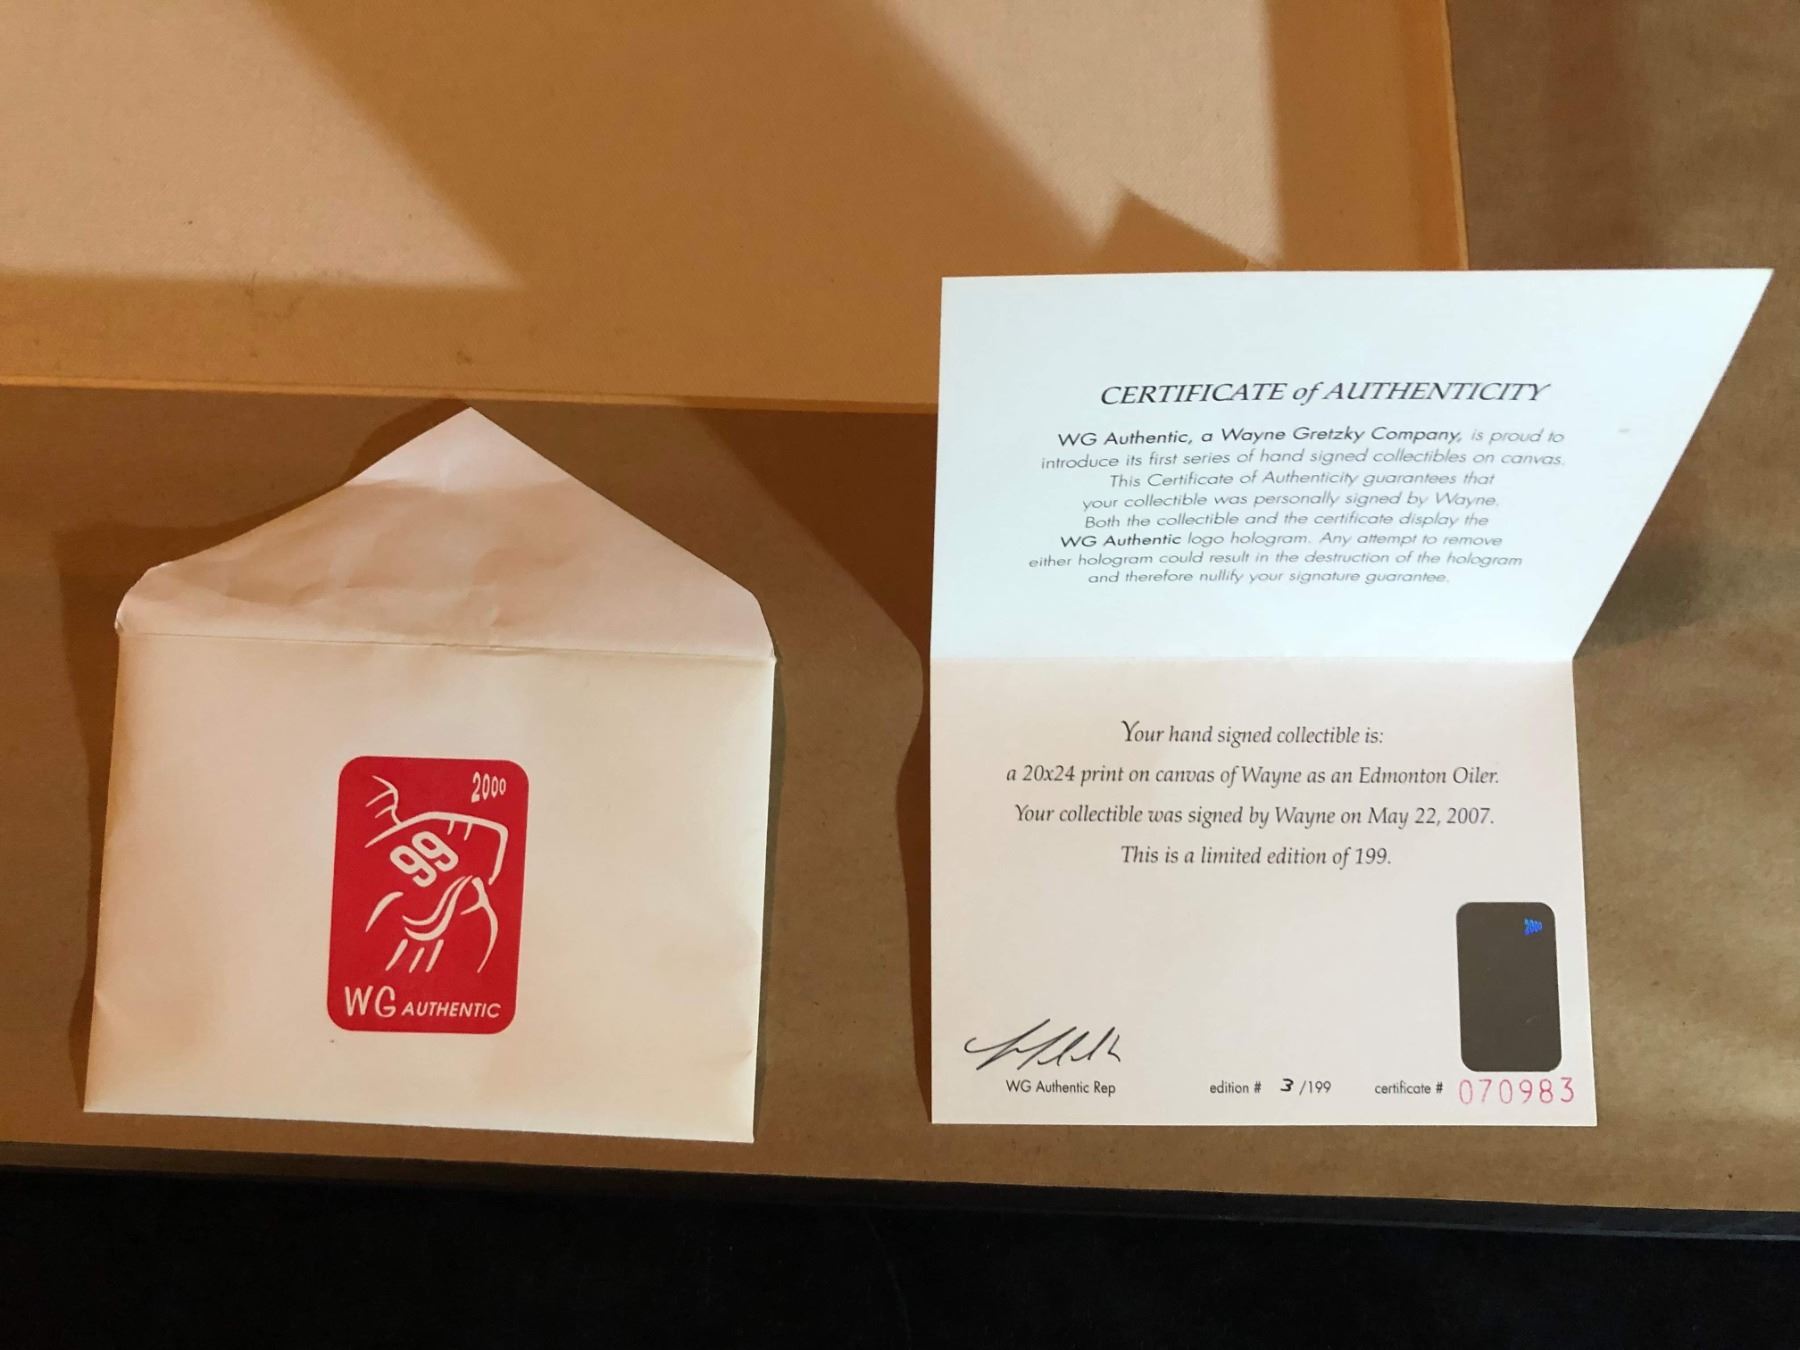 2000
99
WG AUTHENTIC
CERTIFICATE of AUTHENTICITY
WG Authentic, a Wayne Gretzky Company, is proud to
introduce its first series of hand signed collectibles on canvas.
This Certificate of Authenticity guarantees that
your collectible was personally signed by Wayne.
Both the collectible and the certificate display the
WG Authentic logo hologram. Any attempt to remove
either hologram could result in the destruction of the hologram
and therefore nullify your signature guarantee.
Your hand signed collectible is:
a 20x24 print on canvas of Wayne as an Edmonton Oiler.
Your collectible was signed by Wayne on May 22, 2007.
This is a limited edition of 199.
2000
WG Authentic Rep edition # 3 /199 certificate # 070983